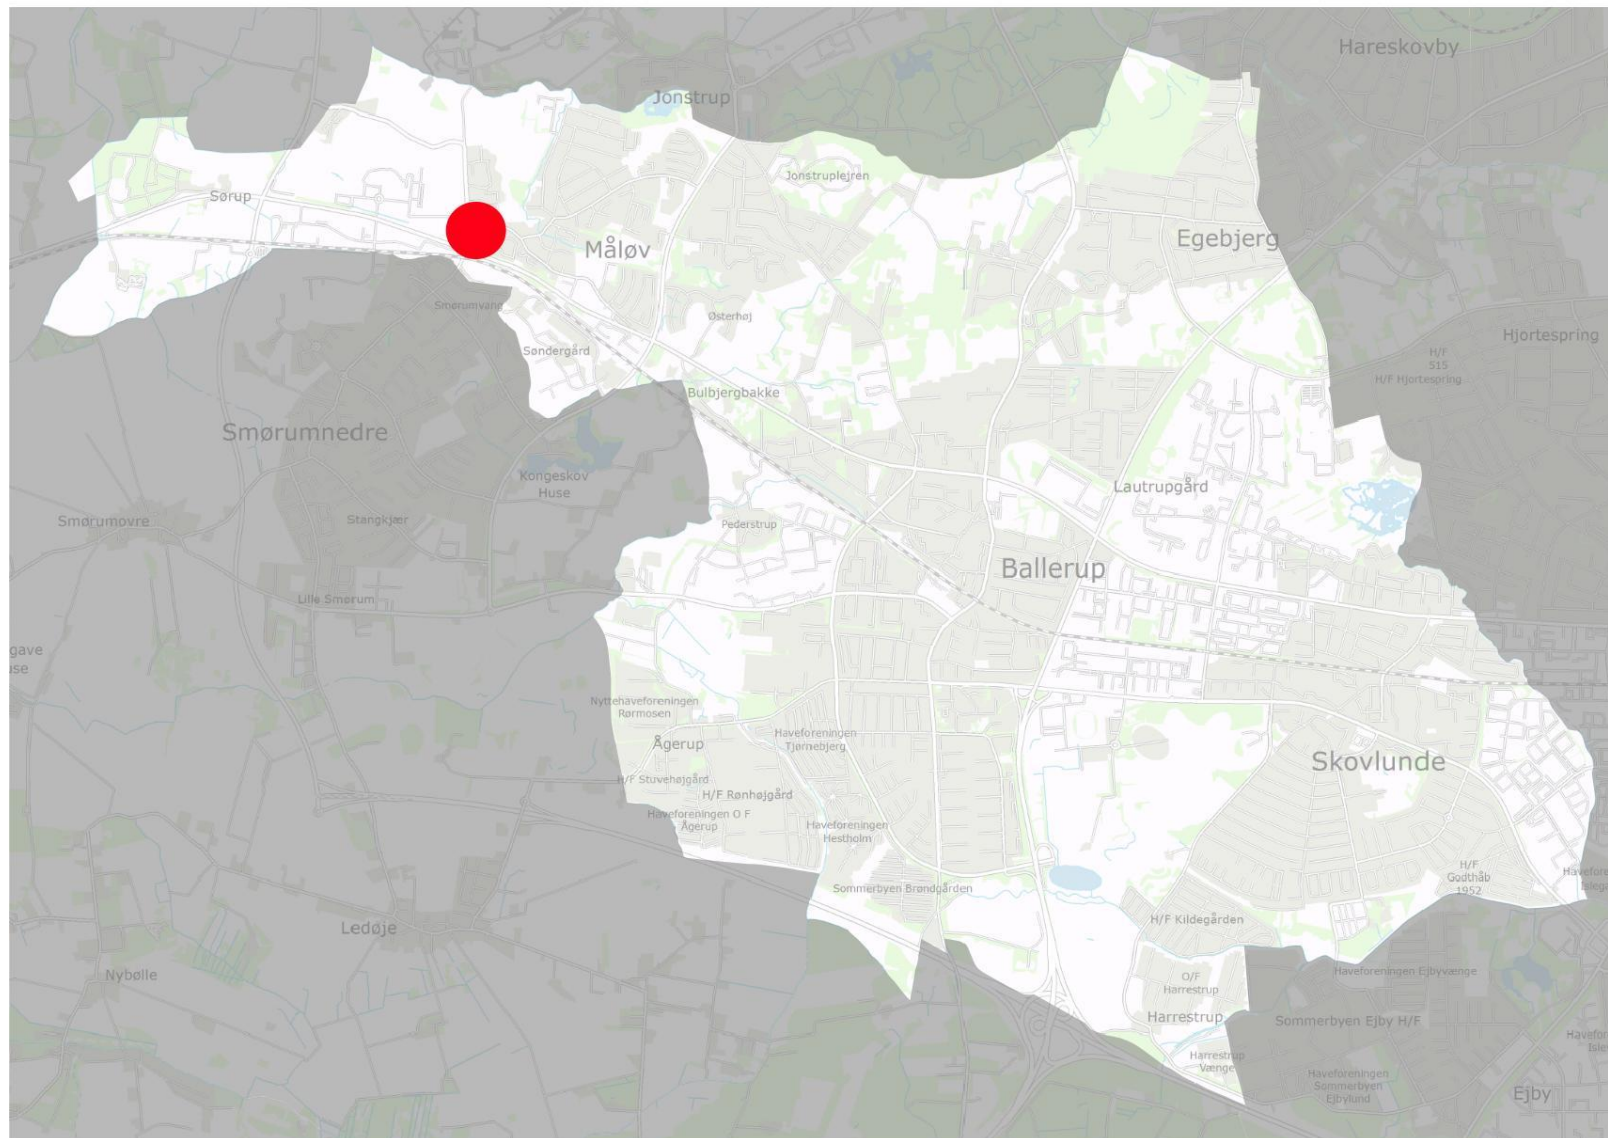 Hareskovby
Jonstrup
Jonstruplejren
Sørup
Egebjerg
Måløv
Smørumvang
Østerhøj
Hjortespring
Søndergård
H/F
515
H/F Hjortespring
Bulbjergbakke
Smørumnedre
Kongeskov
Huse
Lautrupgård
Smørumovre
Stangkjær
Pederstrup
Ballerup
Lille Smørum
gave
Nyttehaveforeningen
Rørmosen
Haveforeningen
Tjørnebjerg
Ågerup
Skovlunde
H/F Stuvehøjgård
H/F Rønhøjgård
Haveforeningen O F
Ågerup
Haveforeningen
Hestholm
H/F
Godthåb
1952
Sommerbyen Brøndgården
H/F Kildegården
Ledøje
Nybølle
Haveforeningen Ejbyvænge
O/F
Harrestrup
Harrestrup
Sommerbyen Ejby H/F
Harrestrup
Vænge
Haveforeningen
Sommerbyen
Ejbylund
Ejby